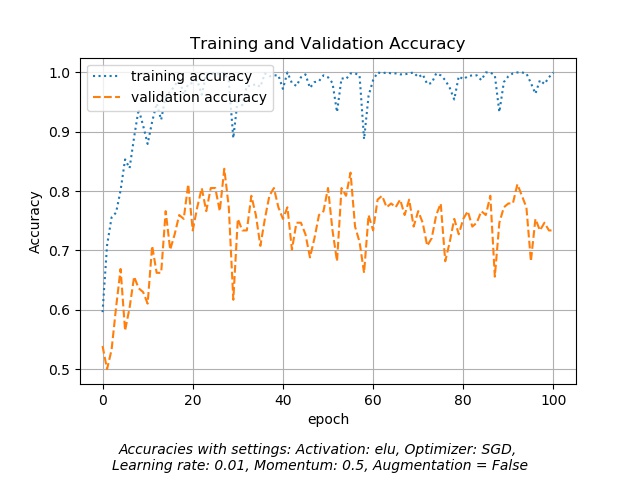 Training and Validation Accuracy
training accuracy
validation accuracy
1.0
0.9
0.8
0.7
0.6
0.5
Accuracy
0 20 40 60 80 100
epoch
Accuracies with settings: Activation: elu, Optimizer: SGD,
Learning rate: 0.01, Momentum: 0.5, Augmentation = False